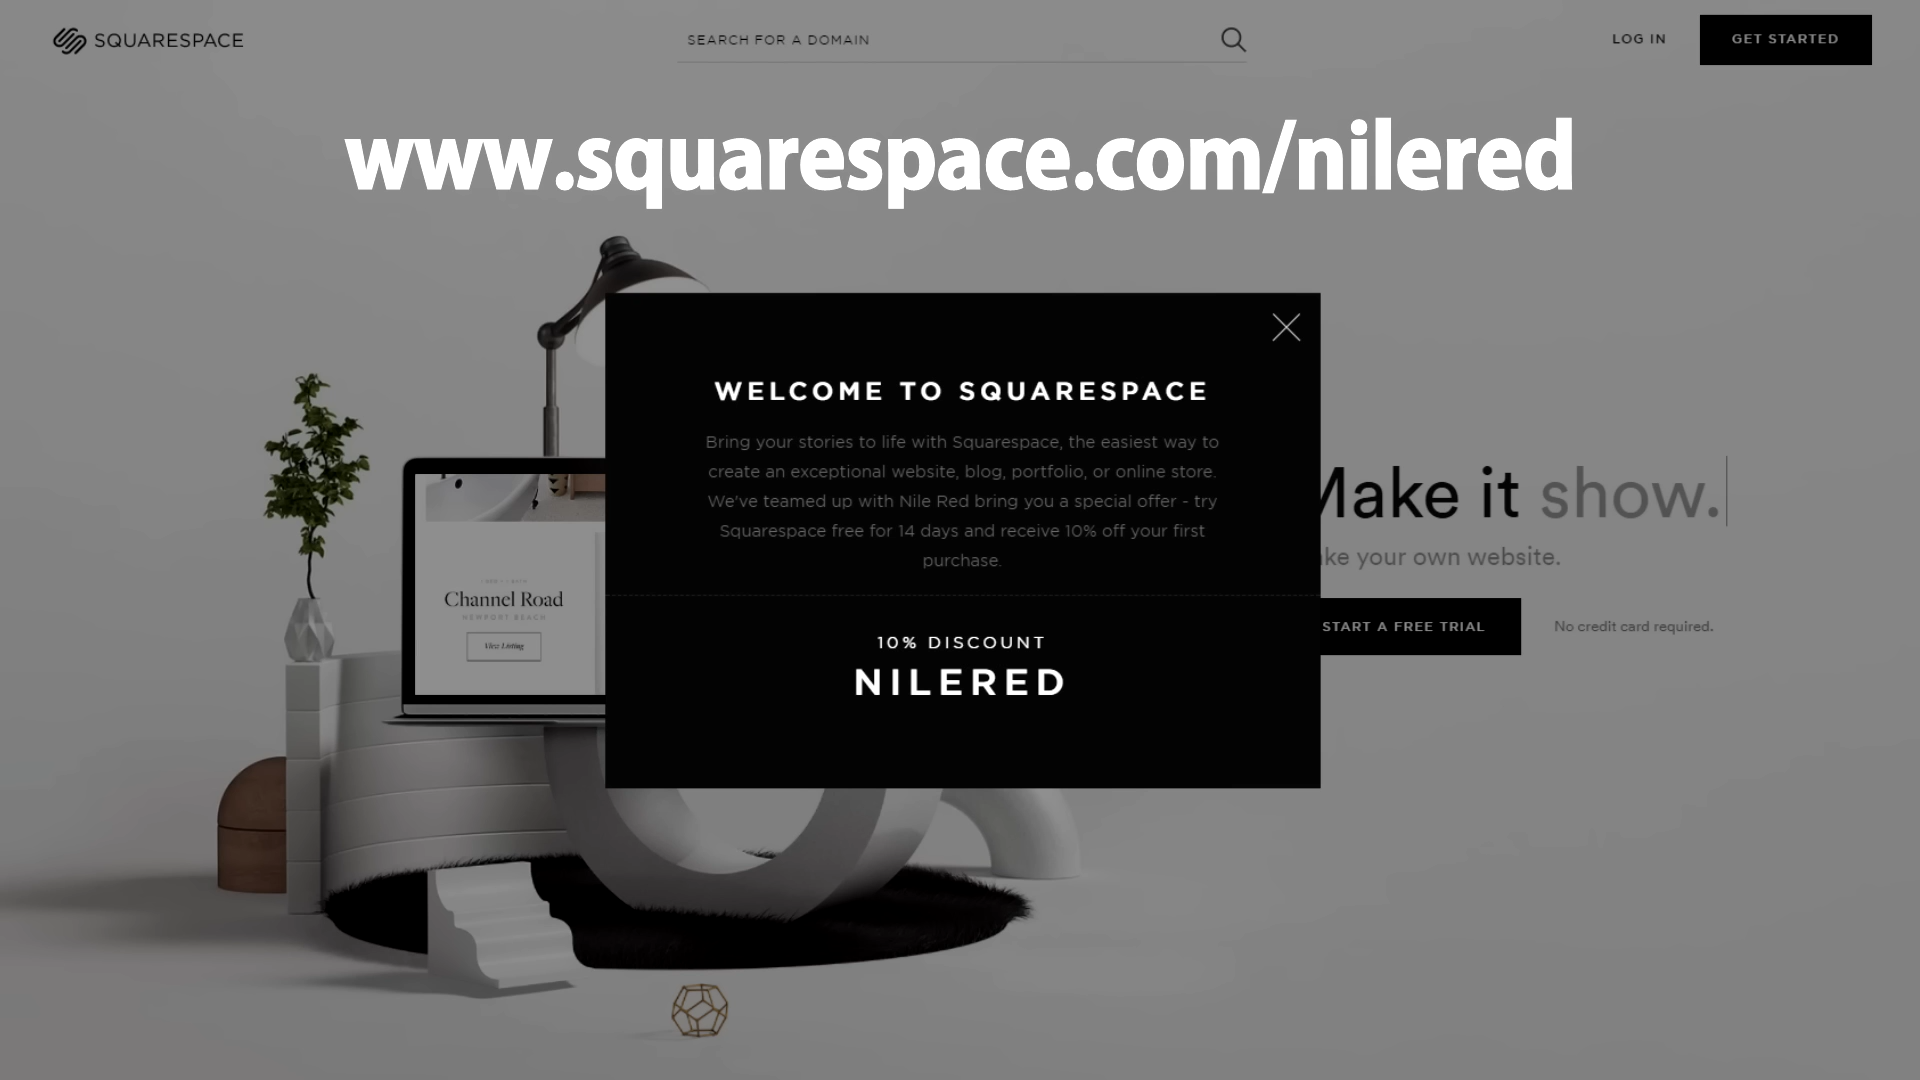 SQUARESPACE
SEARCH FOR A DOMAIN
LOG IN
GET STARTED
www.squarespace.com/nilered
WELCOME TO SQUARESPACE
Bring your stories to life with Squarespace, the easiest way to
create an exceptional website, blog, portfolio, or online store.
We've teamed up with Nile Red bring you a special offer - try
Squarespace free for 14 days and receive 10% off your first
purchase.
10% DISCOUNT
NILERED
Make it show.
ke your own website.
START A FREE TRIAL
No credit card required.
Channel Road
NEWPORT BEACH
View Listing